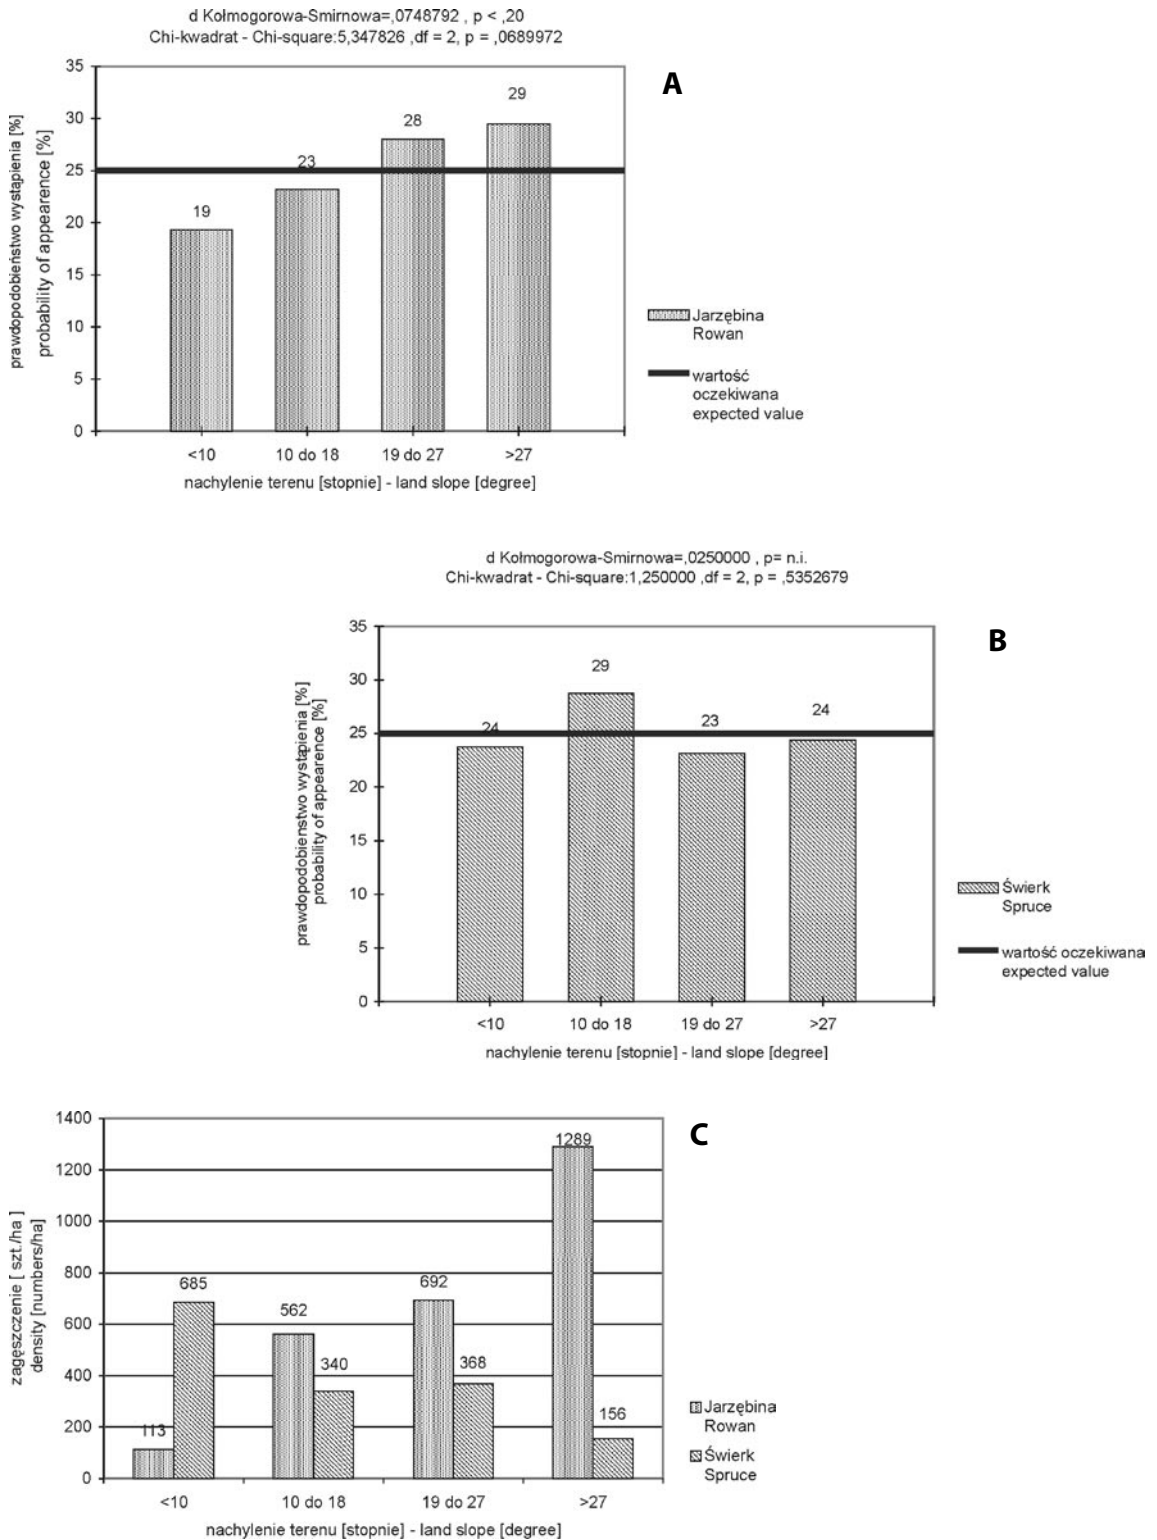 d Kołmogorowa-Smirnowa=,0748792 , p < ,20
Chi-kwadrat - Chi-square:5,347826 ,df = 2, p = ,0689972
A
prawdopodobieństwo wystąpienia [%]
probability of appearence [%]
35
30
25
20
15
10
5
0
19
23
28
29
<10
10 do 18
19 do 27
>27
nachylenie terenu [stopnie] - land slope [degree]
Jarzębina
Rowan
wartość
oczekiwana
expected value
d Kołmogorowa-Smirnowa=,0250000 , p= n.i.
Chi-kwadrat - Chi-square:1,250000 ,df = 2, p = ,5352679
B
prawdopodobieństwo wystąpienia [%]
probability of appearence [%]
35
30
25
20
15
10
5
0
24
29
23
24
<10
10 do 18
19 do 27
>27
nachylenie terenu [stopnie] - land slope [degree]
Świerk
Spruce
wartość oczekiwana
expected value
C
zagęszczenie [ szt./ha ]
density [numbers/ha]
1400
1200
1000
800
600
400
200
0
113
685
562
340
692
368
1289
156
<10
10 do 18
19 do 27
>27
nachylenie terenu [stopnie] - land slope [degree]
Jarzębina
Rowan
Świerk
Spruce